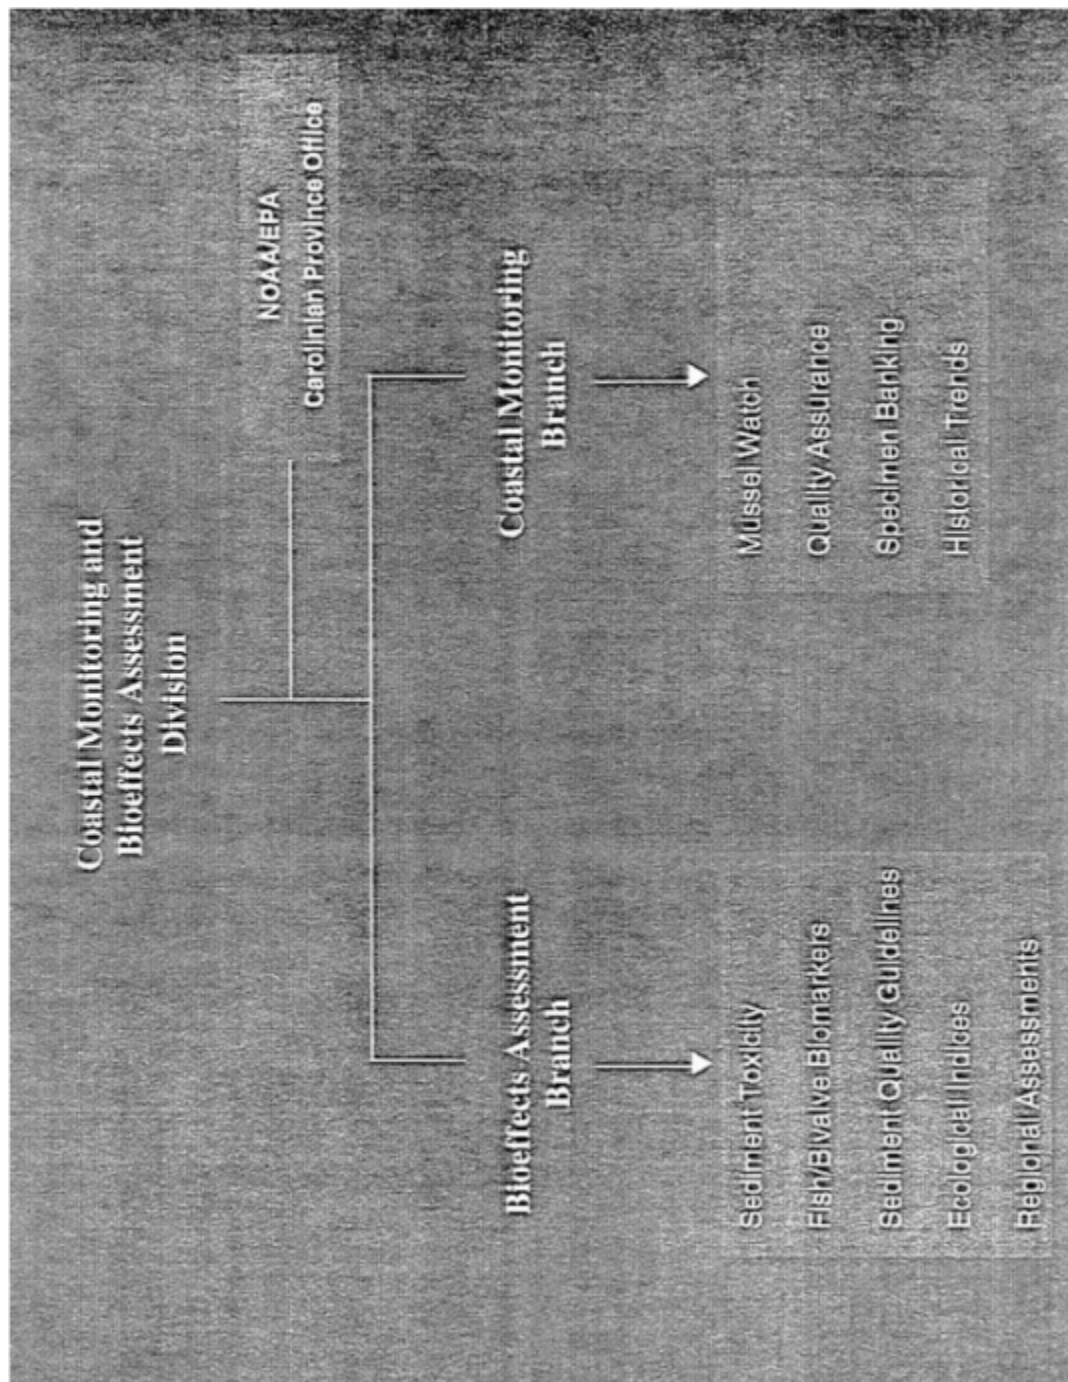 Coastal Monitoring and
Bioeffects Assessment
Division
NOAA/EPA
Carolinian Province Office
Bioeffects Assessment
Branch
Coastal Monitoring
Branch
Sediment Toxicity
Fish/Bivalve Biomarkers
Sediment Quality Guidelines
Ecological Indices
Regional Assessments
Mussel Watch
Quality Assurance
Specimen Banking
Historical Trends